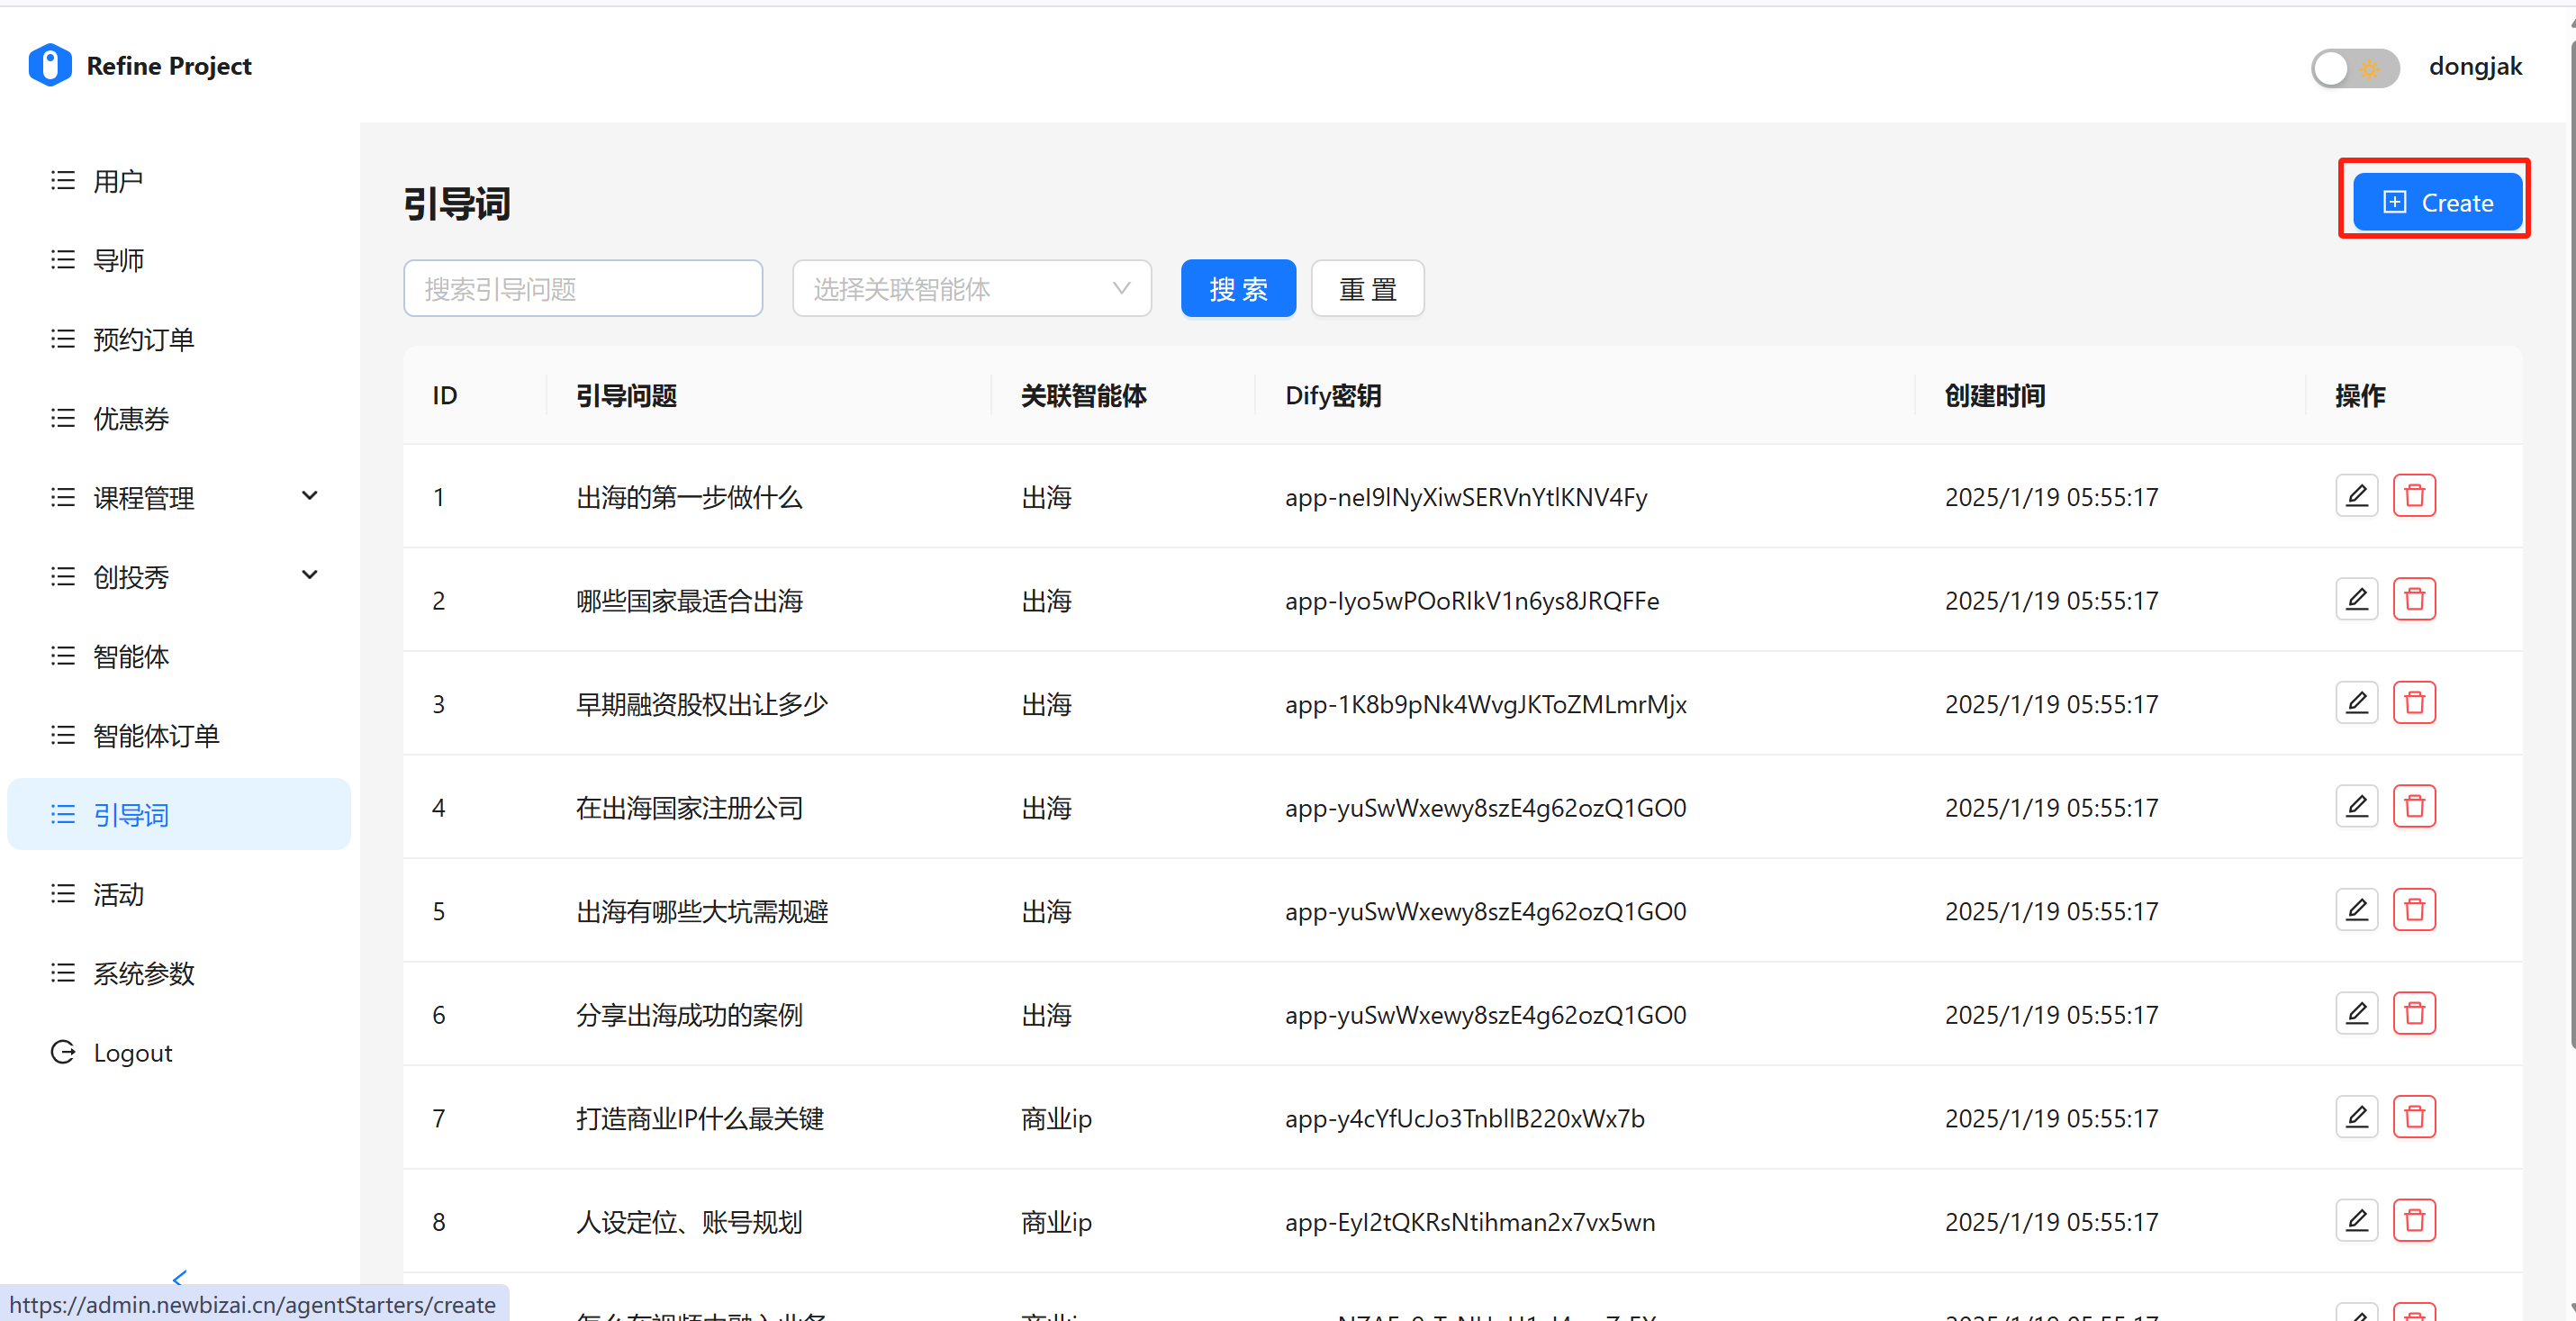 Refine Project
dongjak
用户
导师
预约订单
优惠券
课程管理
创投秀
智能体
智能体订单
引导词
活动
系统参数
Logout
引导词
Create
搜索引导问题 选择关联智能体 搜 索 重 置
ID 引导问题 关联智能体 Dify密钥 创建时间 操作
1 出海的第一步做什么 出海 app-neI9lNyXiwSERVnYtlKNV4Fy 2025/1/19 05:55:17
2 哪些国家最适合出海 出海 app-Iyo5wPOoRIkV1n6ys8JRQFFe 2025/1/19 05:55:17
3 早期融资股权出让多少 出海 app-1K8b9pNk4WvgJKToZMLmrMjx 2025/1/19 05:55:17
4 在出海国家注册公司 出海 app-yuSwWxewy8szE4g62ozQ1GO0 2025/1/19 05:55:17
5 出海有哪些大坑需规避 出海 app-yuSwWxewy8szE4g62ozQ1GO0 2025/1/19 05:55:17
6 分享出海成功的案例 出海 app-yuSwWxewy8szE4g62ozQ1GO0 2025/1/19 05:55:17
7 打造商业IP什么最关键 商业ip app-y4cYfUcJo3TnbllB220xWx7b 2025/1/19 05:55:17
8 人设定位、账号规划 商业ip app-EyI2tQKRsNtihman2x7vx5wn 2025/1/19 05:55:17
https://admin.newbizai.cn/agentStarters/create